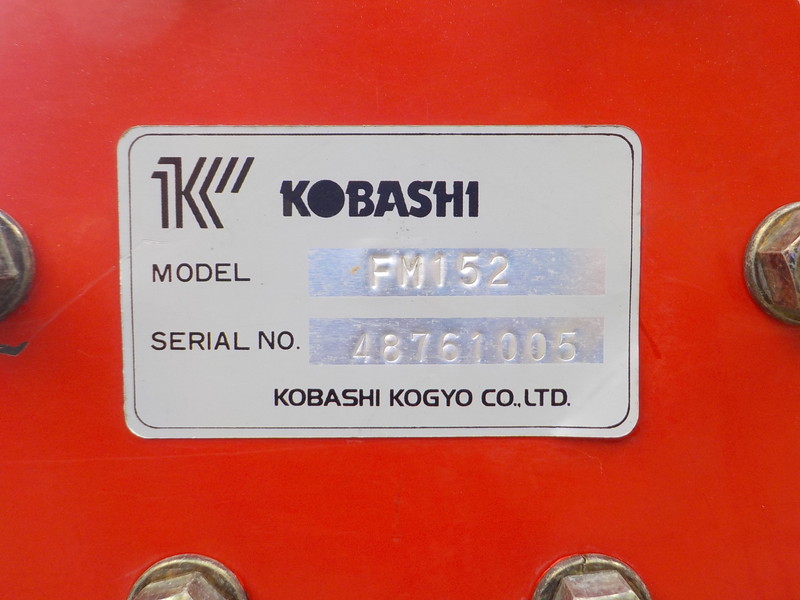 KOBASHI
MODEL FM152
SERIAL NO. 48761005
KOBASHI KOGYO CO.,LTD.